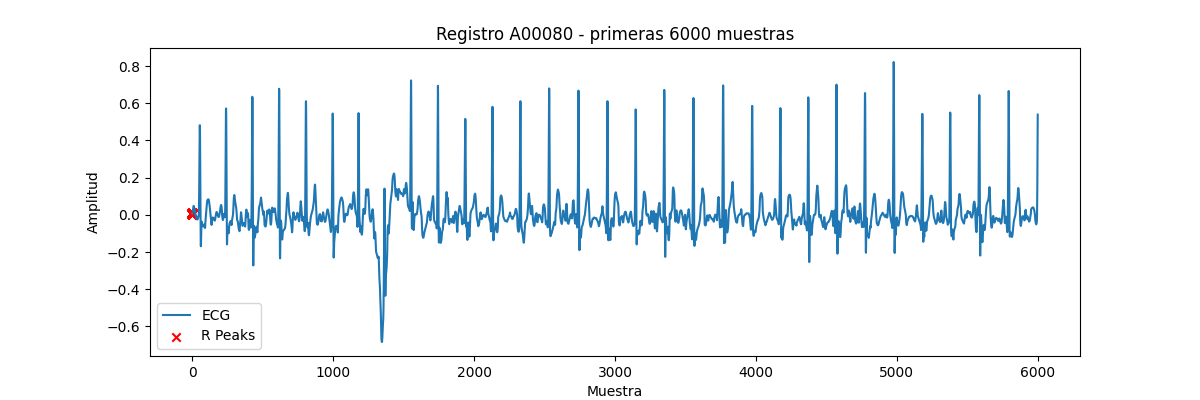 Registro A00080 - primeras 6000 muestras
Amplitud
0.8
0.6
0.4
0.2
0.0
−0.2
−0.4
−0.6
ECG
R Peaks
0 1000 2000 3000 4000 5000 6000
Muestra